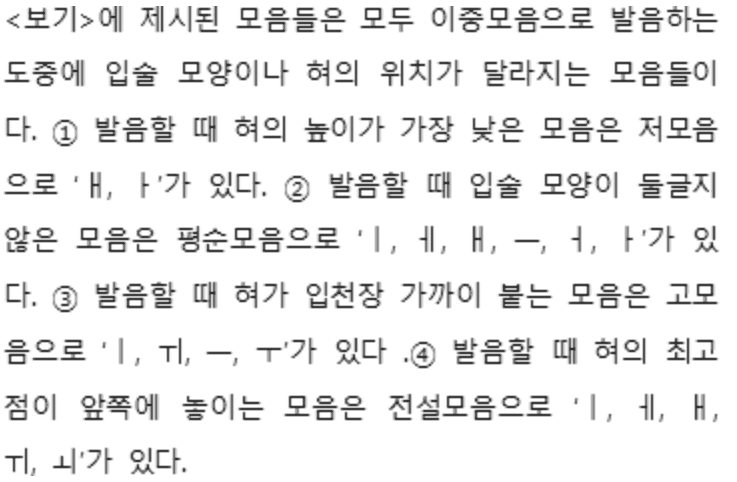 <보기>에 제시된 모음들은 모두 이중모음으로 발음하는
도중에 입술 모양이나 혀의 위치가 달라지는 모음들이
다. ① 발음할 때 혀의 높이가 가장 낮은 모음은 저모음
으로 ‘ㅐ, ㅏ’가 있다. ② 발음할 때 입술 모양이 둘글지
않은 모음은 평순모음으로 ‘ㅣ, ㅔ, ㅐ, ㅡ, ㅓ, ㅏ’가 있
다. ③ 발음할 때 혀가 입천장 가까이 붙는 모음은 고모
음으로 ‘ㅣ, ㅟ, ㅡ, ㅜ’가 있다 .④ 발음할 때 혀의 최고
점이 앞쪽에 놓이는 모음은 전설모음으로 ‘ㅣ, ㅔ, ㅐ,
ㅟ, ㅚ’가 있다.